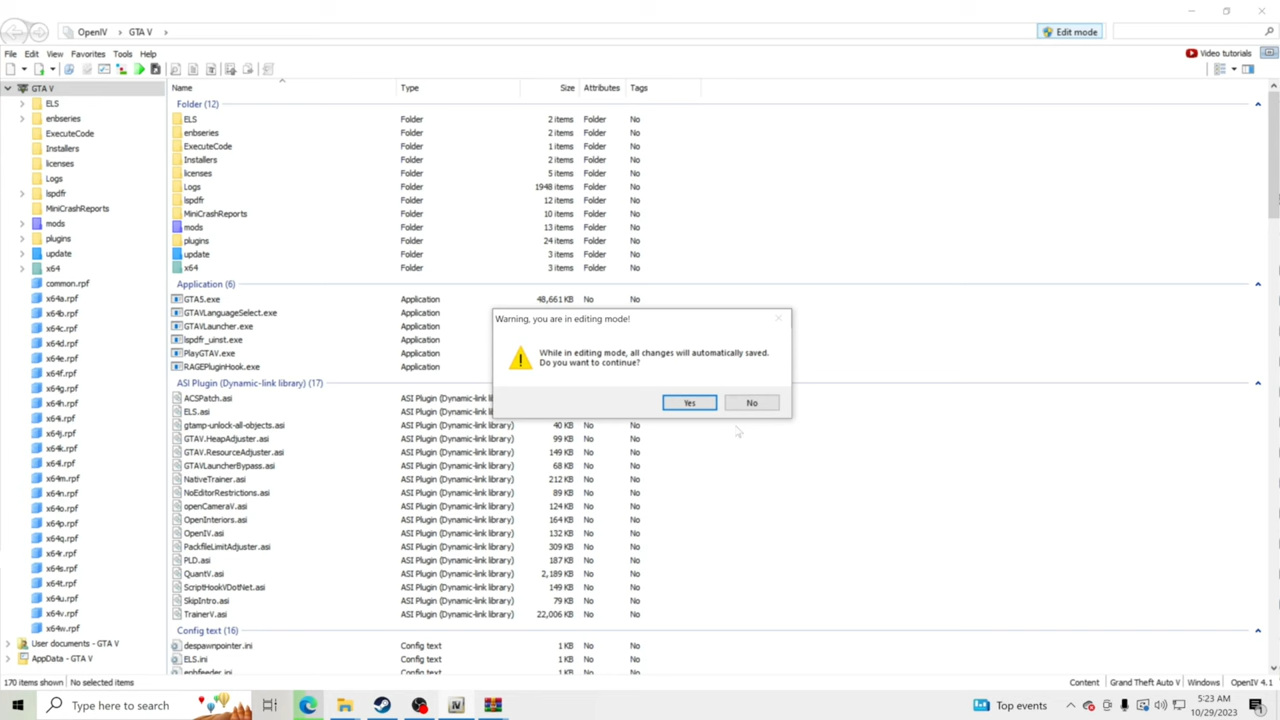 OpenIV > GTA V >
Edit mode
File Edit View Favorites Tools Help
Video tutorials
GTA V
ELS
enbseries
ExecuteCode
Installers
licenses
Logs
lspdfr
MiniCrashReports
mods
plugins
update
x64
common.rpf
x64a.rpf
x64b.rpf
x64c.rpf
x64d.rpf
x64e.rpf
x64f.rpf
x64g.rpf
x64h.rpf
x64i.rpf
x64j.rpf
x64k.rpf
x64l.rpf
x64m.rpf
x64n.rpf
x64o.rpf
x64p.rpf
x64q.rpf
x64r.rpf
x64s.rpf
x64t.rpf
x64u.rpf
x64v.rpf
x64w.rpf
User documents - GTA V
AppData - GTA V
Name Type Size Attributes Tags
Folder (12)
ELS Folder 2 items Folder No
enbseries Folder 2 items Folder No
ExecuteCode Folder 1 items Folder No
Installers Folder 2 items Folder No
licenses Folder 5 items Folder No
Logs Folder 1948 items Folder No
lspdfr Folder 12 items Folder No
MiniCrashReports Folder 10 items Folder No
mods Folder 13 items Folder No
plugins Folder 24 items Folder No
update Folder 3 items Folder No
x64 Folder 3 items Folder No
Application (6)
GTA5.exe Application 48,661 KB No No
GTAVLanguageSelect.exe Application
GTAVLauncher.exe Application
lspdfr_uinst.exe Application
PlayGTAV.exe Application
RAGEPluginHook.exe Application
ASI Plugin (Dynamic-link library) (17)
ACSPatch.asi ASI Plugin (Dynamic-link
ELS.asi ASI Plugin (Dynamic-link
gtamp-unlock-all-objects.asi ASI Plugin (Dynamic-link library) 40 KB No No
GTAV.HeapAdjuster.asi ASI Plugin (Dynamic-link library) 99 KB No No
GTAV.ResourceAdjuster.asi ASI Plugin (Dynamic-link library) 149 KB No No
GTAVLauncherBypass.asi ASI Plugin (Dynamic-link library) 68 KB No No
NativeTrainer.asi ASI Plugin (Dynamic-link library) 212 KB No No
NoEditorRestrictions.asi ASI Plugin (Dynamic-link library) 89 KB No No
openCameraV.asi ASI Plugin (Dynamic-link library) 124 KB No No
OpenInteriors.asi ASI Plugin (Dynamic-link library) 164 KB No No
OpenIV.asi ASI Plugin (Dynamic-link library) 132 KB No No
PackfileLimitAdjuster.asi ASI Plugin (Dynamic-link library) 309 KB No No
PLD.asi ASI Plugin (Dynamic-link library) 187 KB No No
QuantV.asi ASI Plugin (Dynamic-link library) 2,189 KB No No
ScriptHookVDotNet.asi ASI Plugin (Dynamic-link library) 149 KB No No
SkipIntro.asi ASI Plugin (Dynamic-link library) 79 KB No No
TrainerV.asi ASI Plugin (Dynamic-link library) 22,006 KB No No
Config text (16)
despawnpointer.ini Config text 1 KB No No
ELS.ini Config text 1 KB No No
enbfeeder.ini Config text 1 KB No No
Warning, you are in editing mode!
While in editing mode, all changes will automatically saved.
Do you want to continue?
Yes No
170 items shown No selected items
Content Grand Theft Auto V Windows OpenIV 4.1
Type here to search
Top events
5:23 AM
10/29/2023